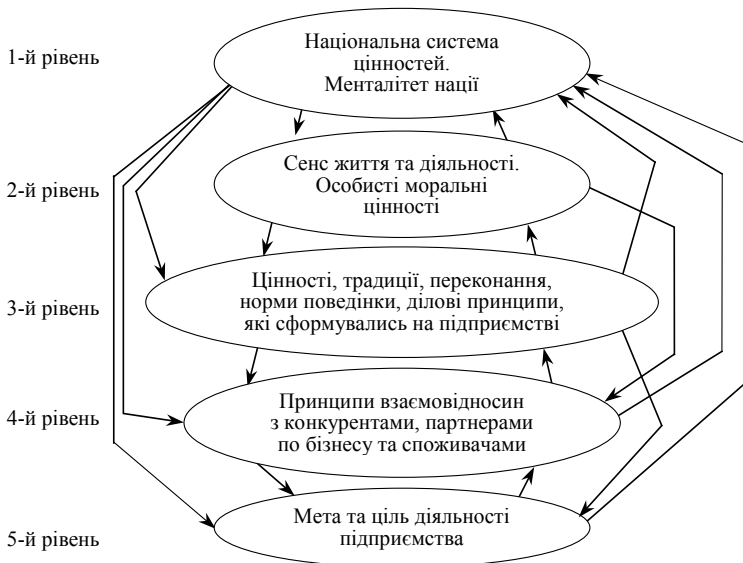 1-й рівень
Національна система
цінностей.
Менталітет нації
2-й рівень
Сенс життя та діяльності.
Особисті моральні
цінності
3-й рівень
Цінності, традиції, переконання,
норми поведінки, ділові принципи,
які сформувались на підприємстві
4-й рівень
Принципи взаємовідносин
з конкурентами, партнерами
по бізнесу та споживачами
5-й рівень
Мета та ціль діяльності
підприємства